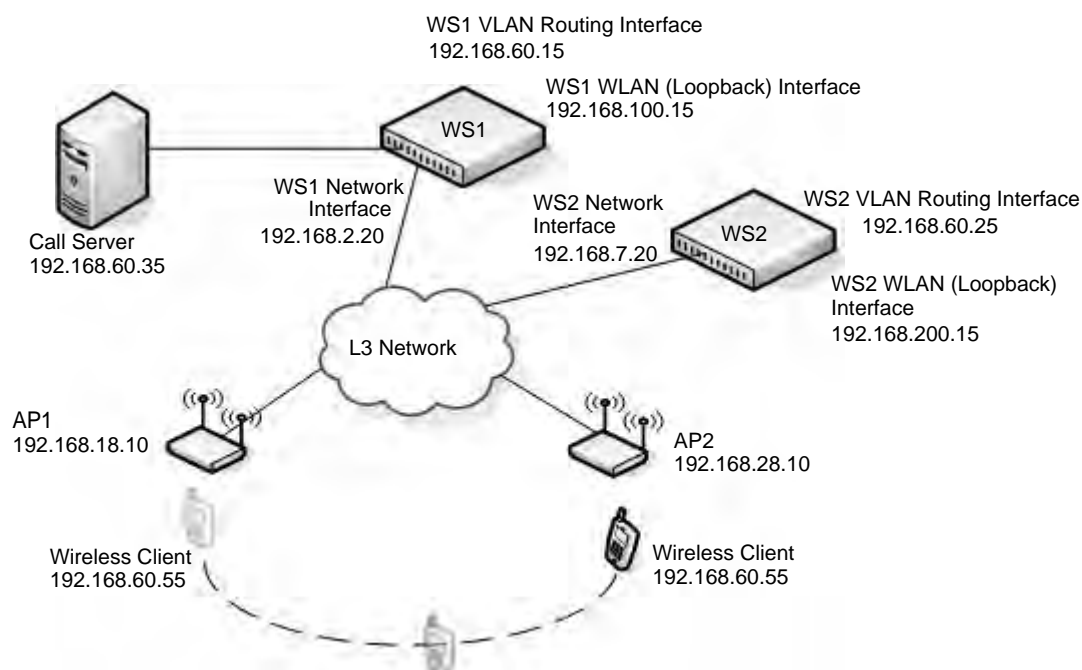 WS1 VLAN Routing Interface
192.168.60.15
WS1 WLAN (Loopback) Interface
192.168.100.15
WS1
WS1 Network
Interface
192.168.2.20
WS2 Network
Interface
192.168.7.20
WS2
WS2 VLAN Routing Interface
192.168.60.25
WS2 WLAN (Loopback)
Interface
192.168.200.15
Call Server
192.168.60.35
L3 Network
AP1
192.168.18.10
AP2
192.168.28.10
Wireless Client
192.168.60.55
Wireless Client
192.168.60.55